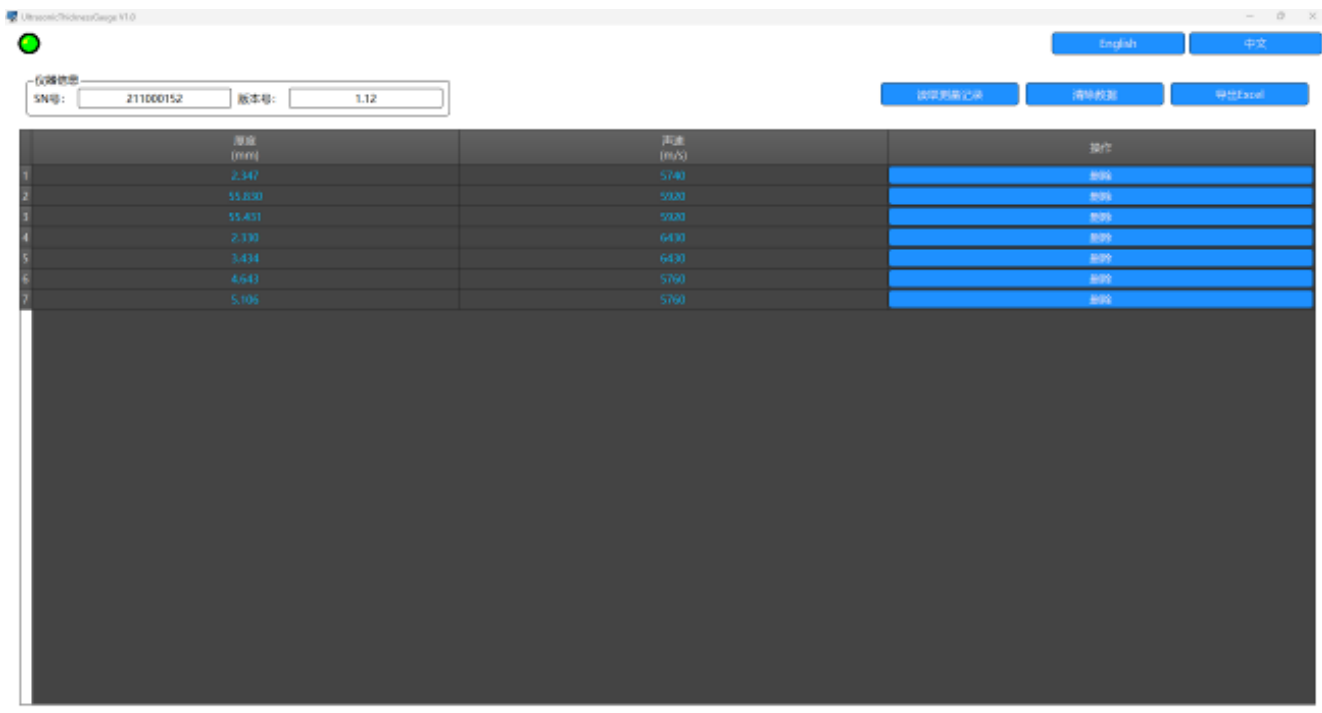 UltrasonicThicknessGauge V1.0
English 中文
仪器信息
SN号: 211000152 版本号: 1.12
读取测量记录 清除数据 导出Excel
厚度 声速 操作
(mm) (m/s)
1 2.347 5740 删除
2 55.830 5920 删除
3 55.431 5920 删除
4 2.330 6430 删除
5 3.434 6430 删除
6 4.643 5760 删除
7 5.106 5760 删除